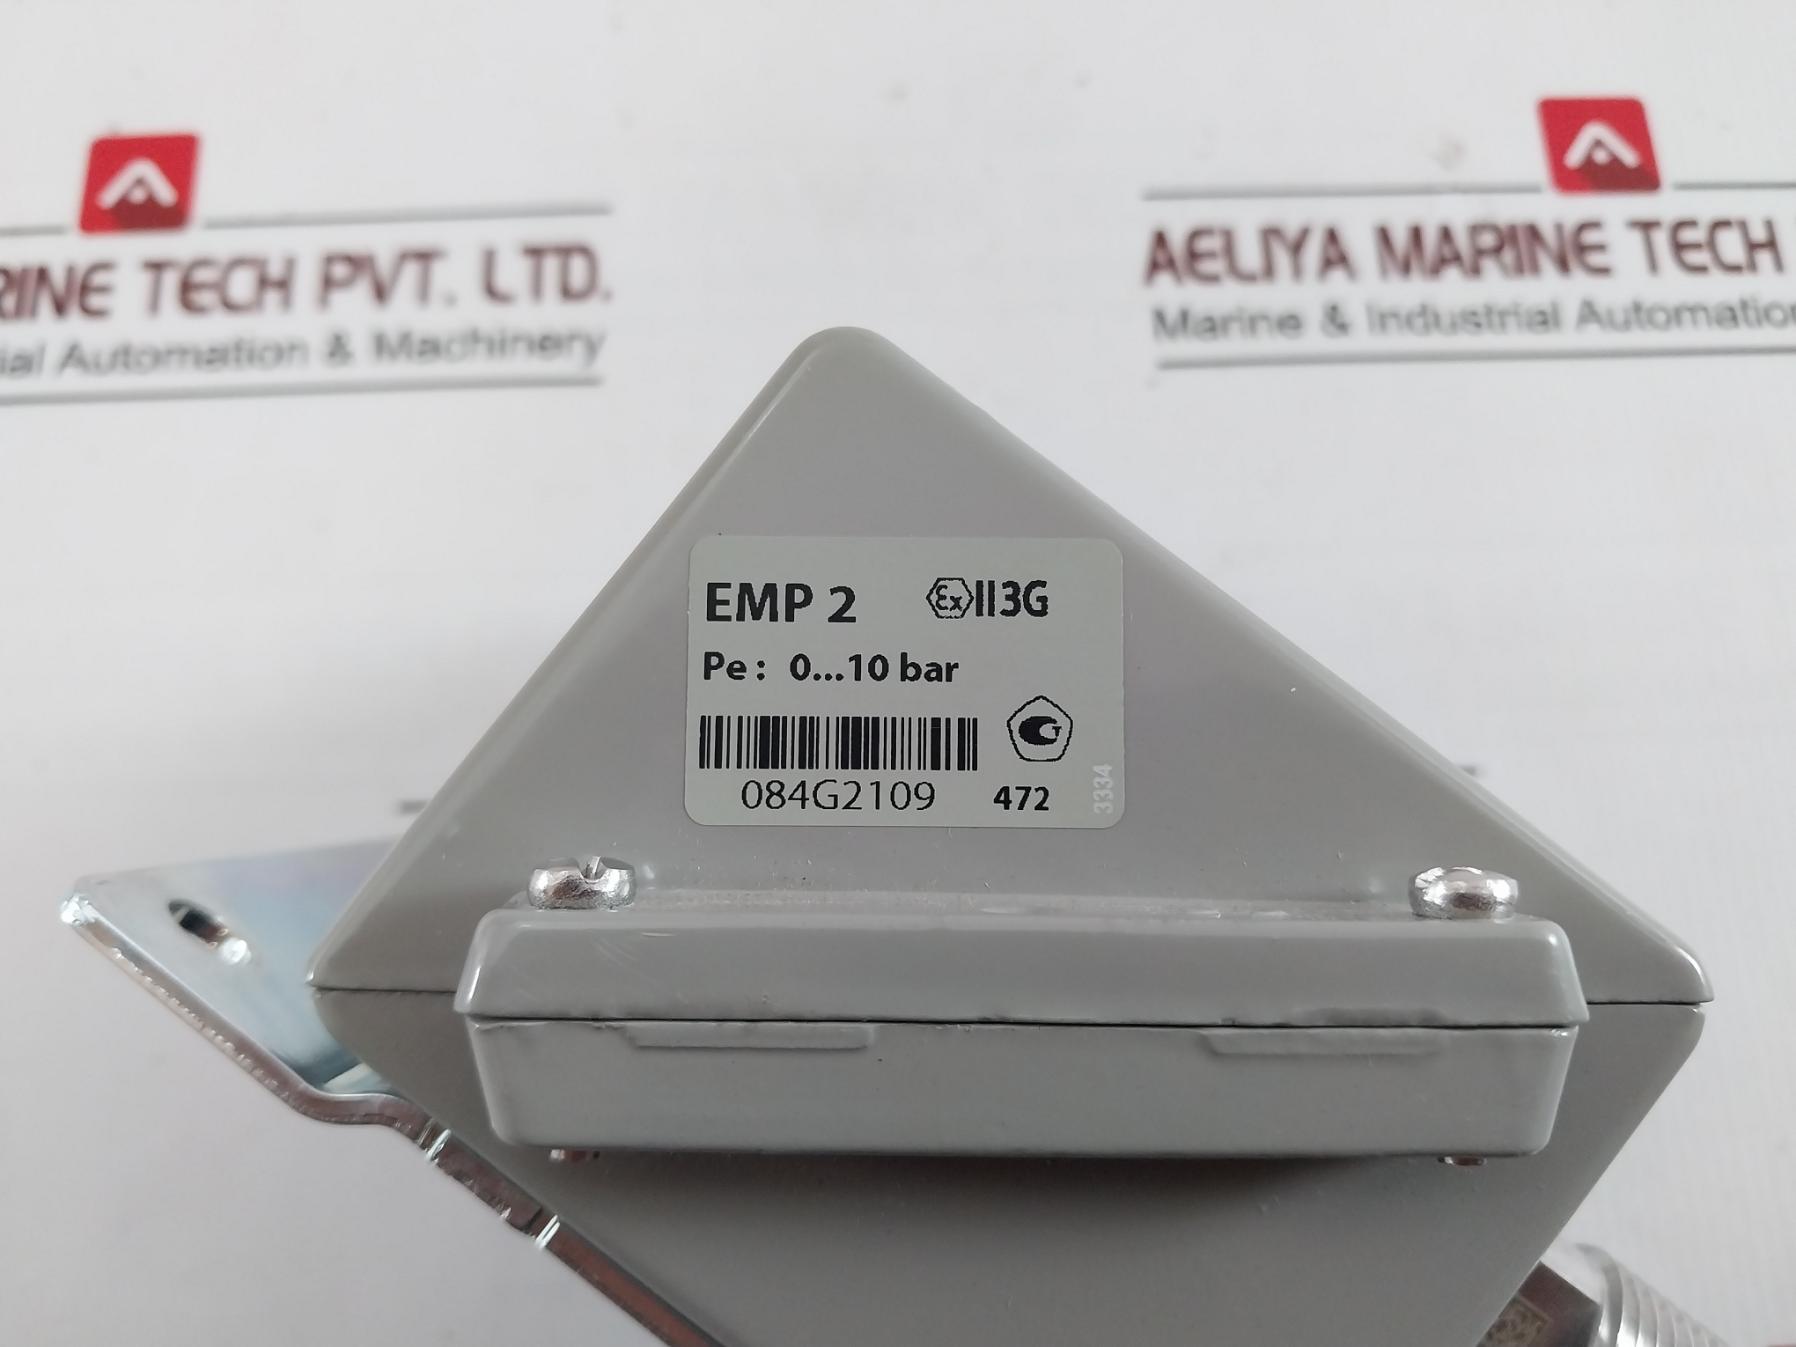 RINE TECH PVT. LTD.
ial Automation & Machinery
AELIYA MARINE TECH
Marine & Industrial Automation
EMP 2 Ex II3G
Pe: 0...10 bar
084G2109 472
3334